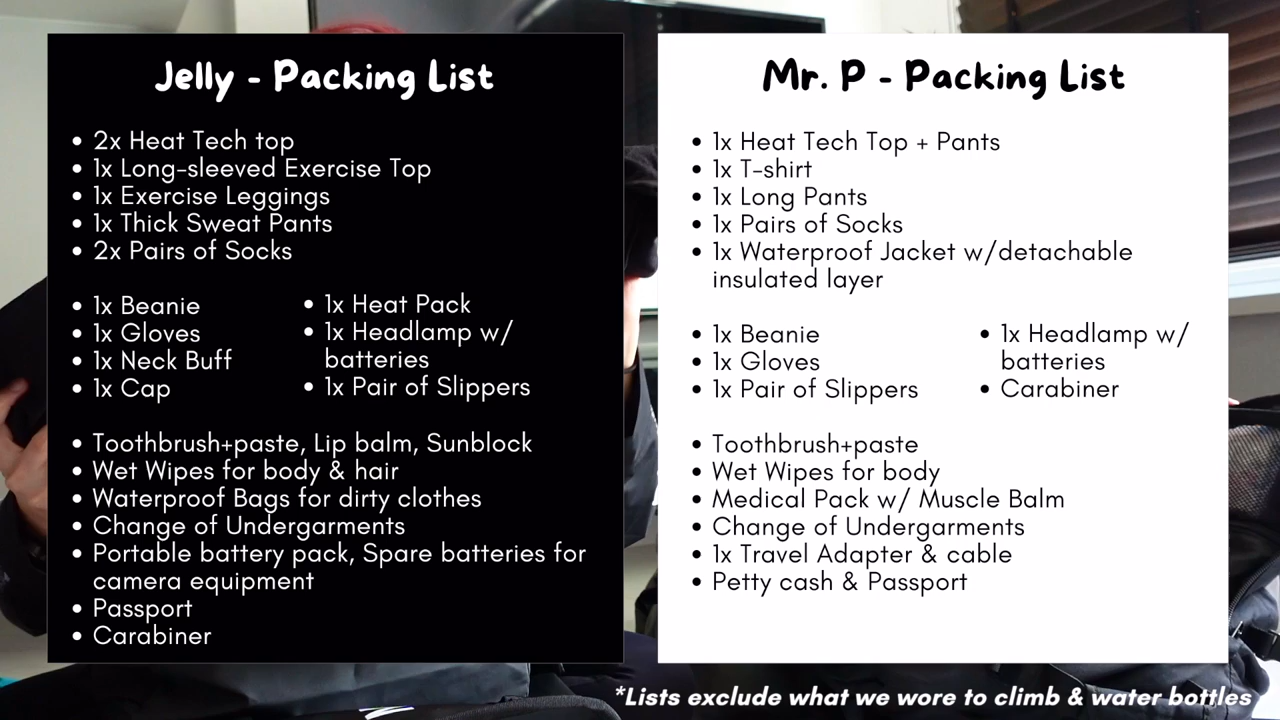 Jelly - Packing List
• 2x Heat Tech top
• 1x Long-sleeved Exercise Top
• 1x Exercise Leggings
• 1x Thick Sweat Pants
• 2x Pairs of Socks
• 1x Beanie
• 1x Gloves
• 1x Neck Buff
• 1x Cap
• 1x Heat Pack
• 1x Headlamp w/
batteries
• 1x Pair of Slippers
• Toothbrush+paste, Lip balm, Sunblock
• Wet Wipes for body & hair
• Waterproof Bags for dirty clothes
• Change of Undergarments
• Portable battery pack, Spare batteries for
camera equipment
• Passport
• Carabiner
Mr. P - Packing List
• 1x Heat Tech Top + Pants
• 1x T-shirt
• 1x Long Pants
• 1x Pairs of Socks
• 1x Waterproof Jacket w/detachable
insulated layer
• 1x Beanie
• 1x Gloves
• 1x Pair of Slippers
• 1x Headlamp w/
batteries
• Carabiner
• Toothbrush+paste
• Wet Wipes for body
• Medical Pack w/ Muscle Balm
• Change of Undergarments
• 1x Travel Adapter & cable
• Petty cash & Passport
*Lists exclude what we wore to climb & water bottles